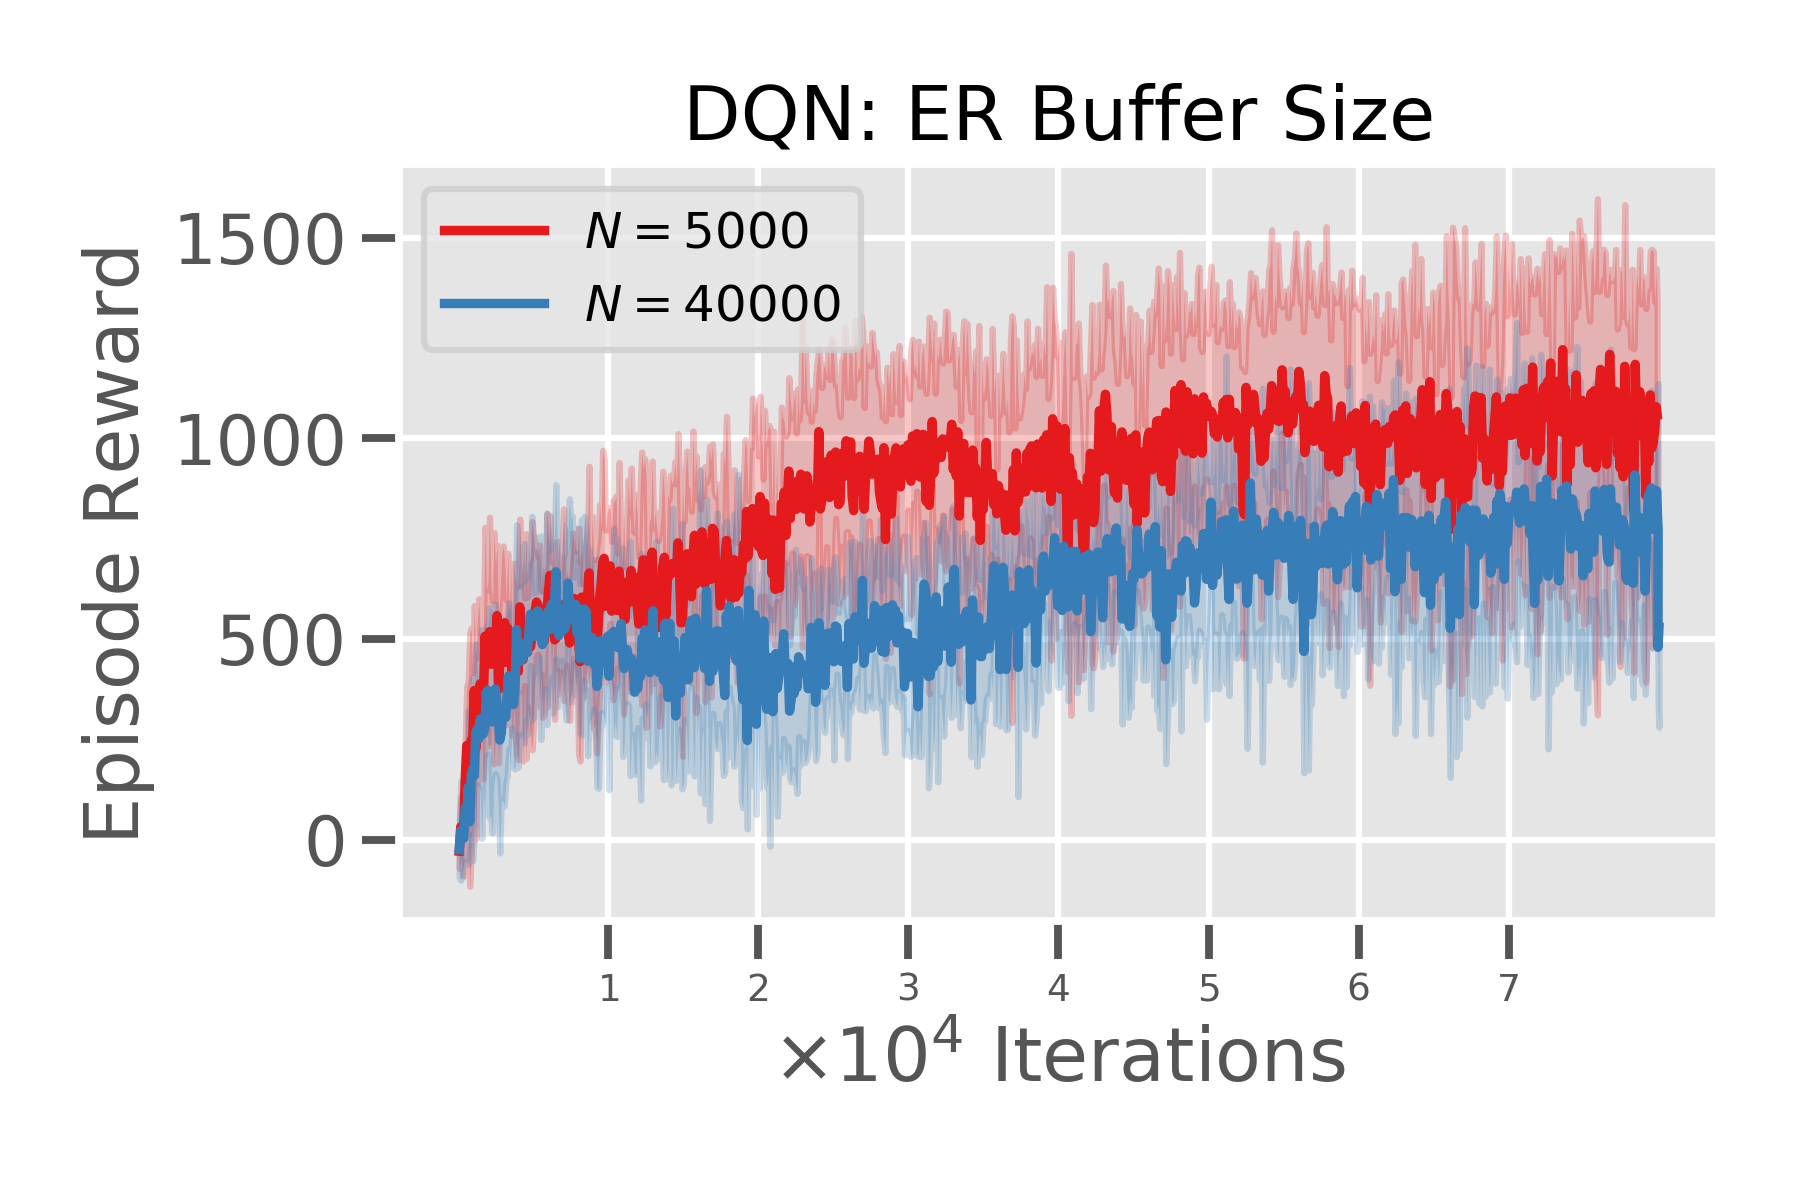 DQN: ER Buffer Size
N = 5000
N = 40000
Episode Reward
1500
1000
500
0
1 2 3 4 5 6 7
×10⁴ Iterations